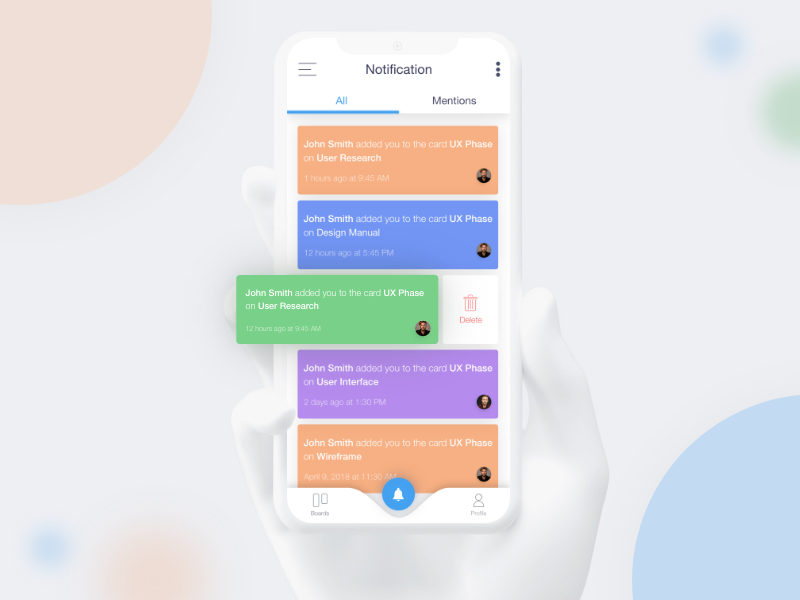 Notification
All
Mentions
John Smith added you to the card UX Phase
on User Research
1 hours ago at 9:45 AM
John Smith added you to the card UX Phase
on Design Manual
12 hours ago at 5:45 PM
John Smith added you to the card UX Phase
on User Research
12 hours ago at 9:45 AM
Delete
John Smith added you to the card UX Phase
on User Interface
2 days ago at 1:30 PM
John Smith added you to the card UX Phase
on Wireframe
April 9, 2018 at 11:30 AM
Boards
Profile